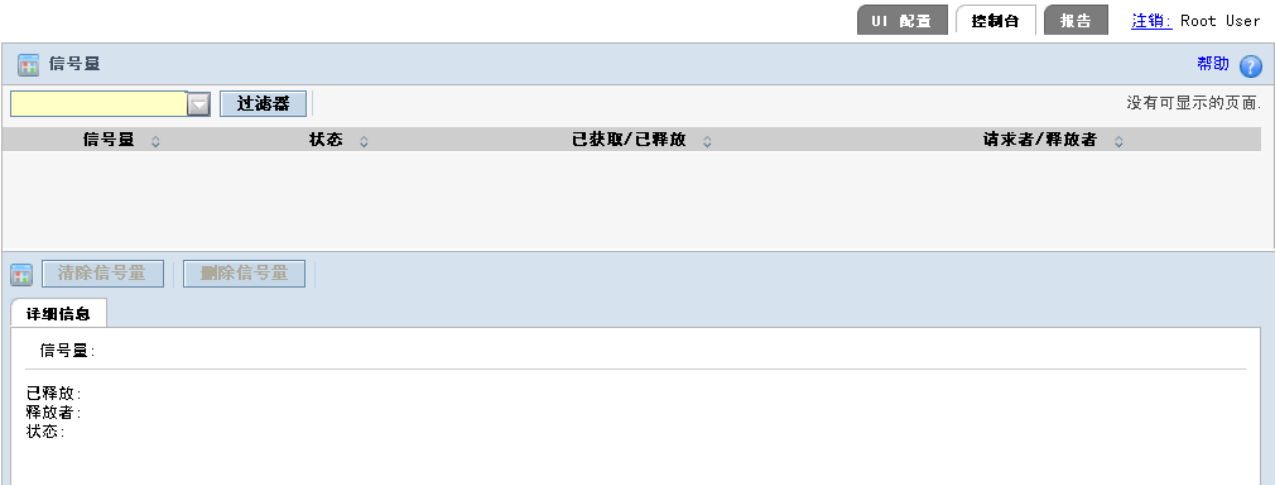 UI 配置 控制台 报告 注销: Root User
信号量 帮助
过滤器 没有可显示的页面.
信号量 状态 已获取/已释放 请求者/释放者
清除信号量 删除信号量
详细信息
信号量:
已释放:
释放者:
状态: